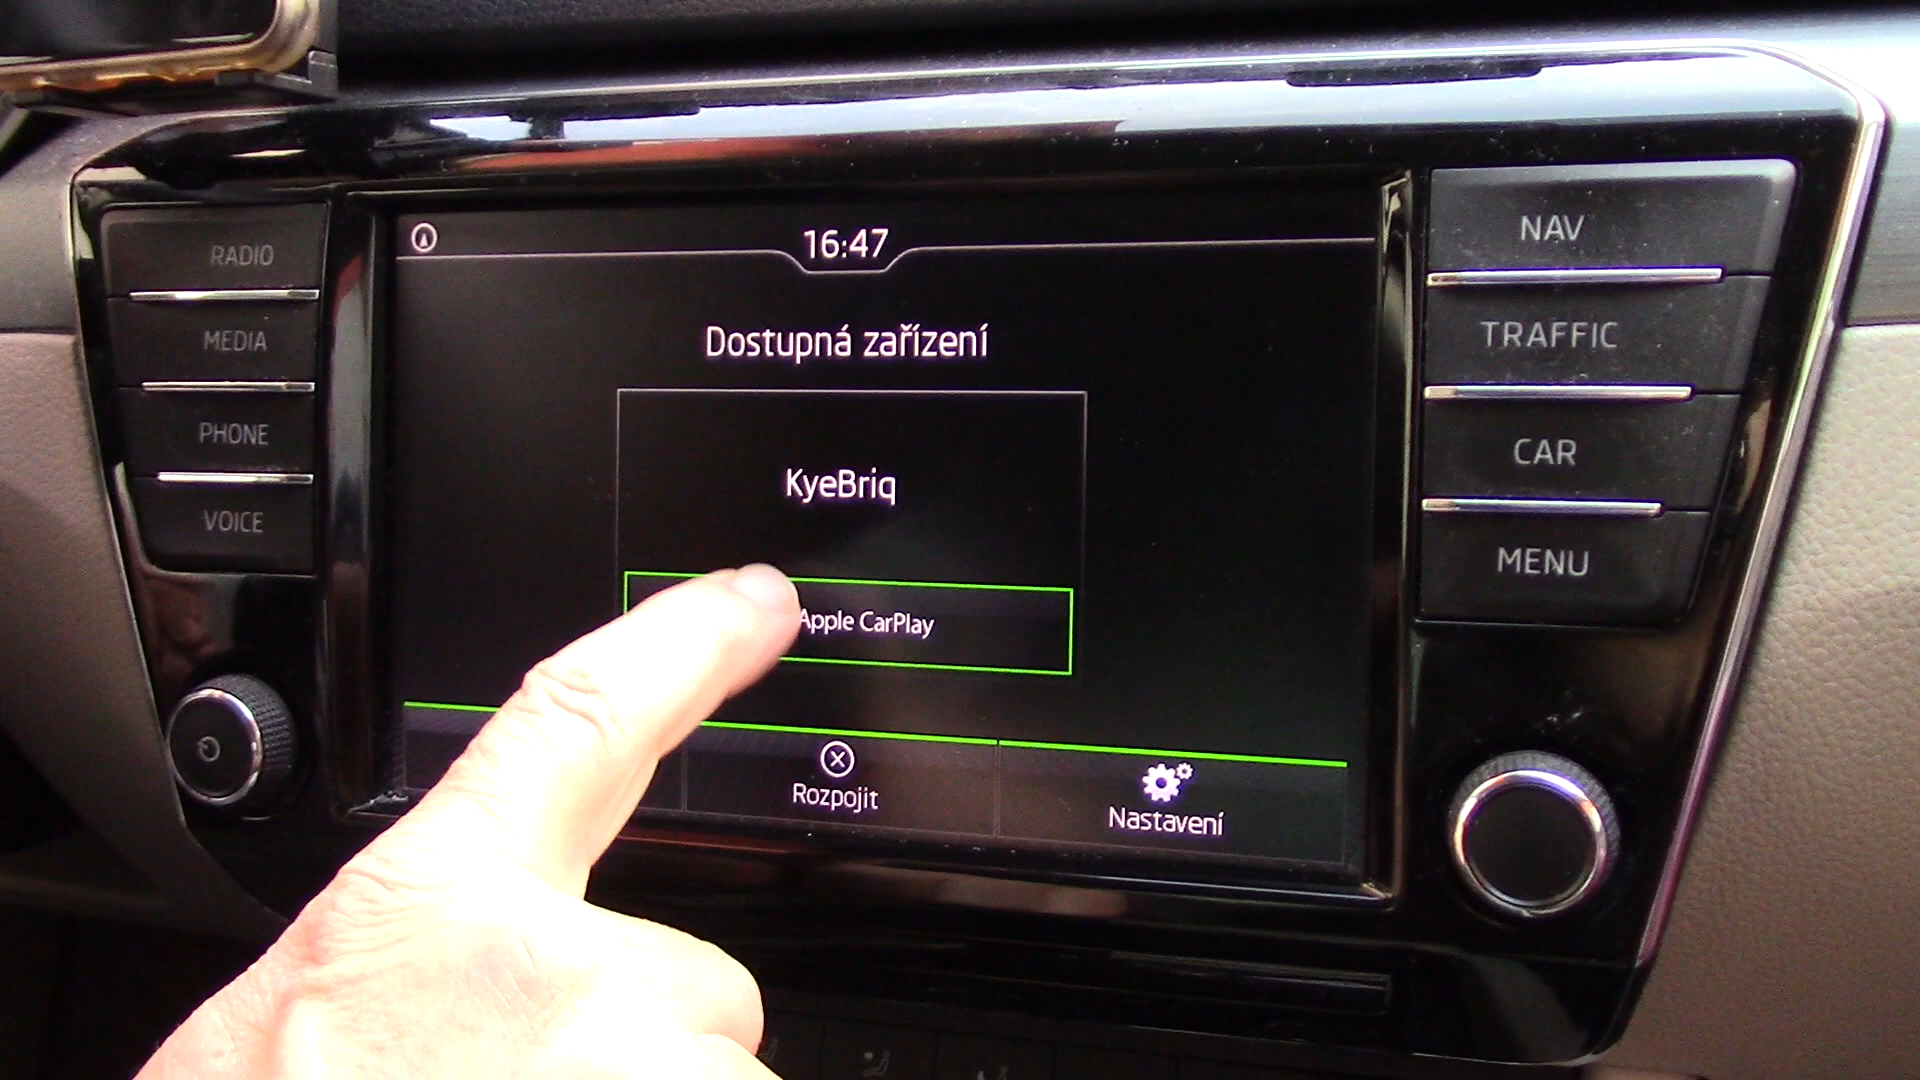 16:47
Dostupná zařízení
KyeBriq
Apple CarPlay
Rozpojit
Nastavení
RADIO
MEDIA
PHONE
VOICE
NAV
TRAFFIC
CAR
MENU